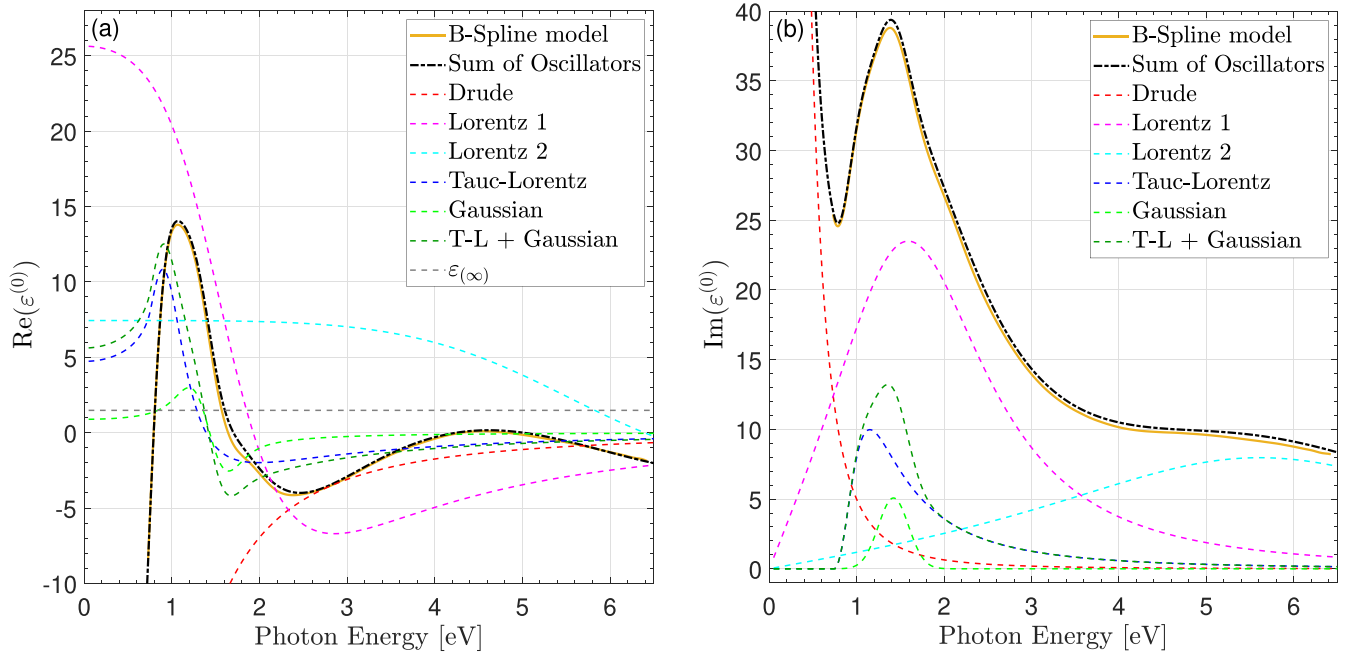 (a)
B-Spline model
Sum of Oscillators
Drude
Lorentz 1
Lorentz 2
Tauc-Lorentz
Gaussian
T-L + Gaussian
ε(∞)
25
20
15
10
5
0
-5
-10
Re(ε(0))
0 1 2 3 4 5 6
Photon Energy [eV]
(b)
B-Spline model
Sum of Oscillators
Drude
Lorentz 1
Lorentz 2
Tauc-Lorentz
Gaussian
T-L + Gaussian
40
35
30
25
20
15
10
5
0
Im(ε(0))
0 1 2 3 4 5 6
Photon Energy [eV]